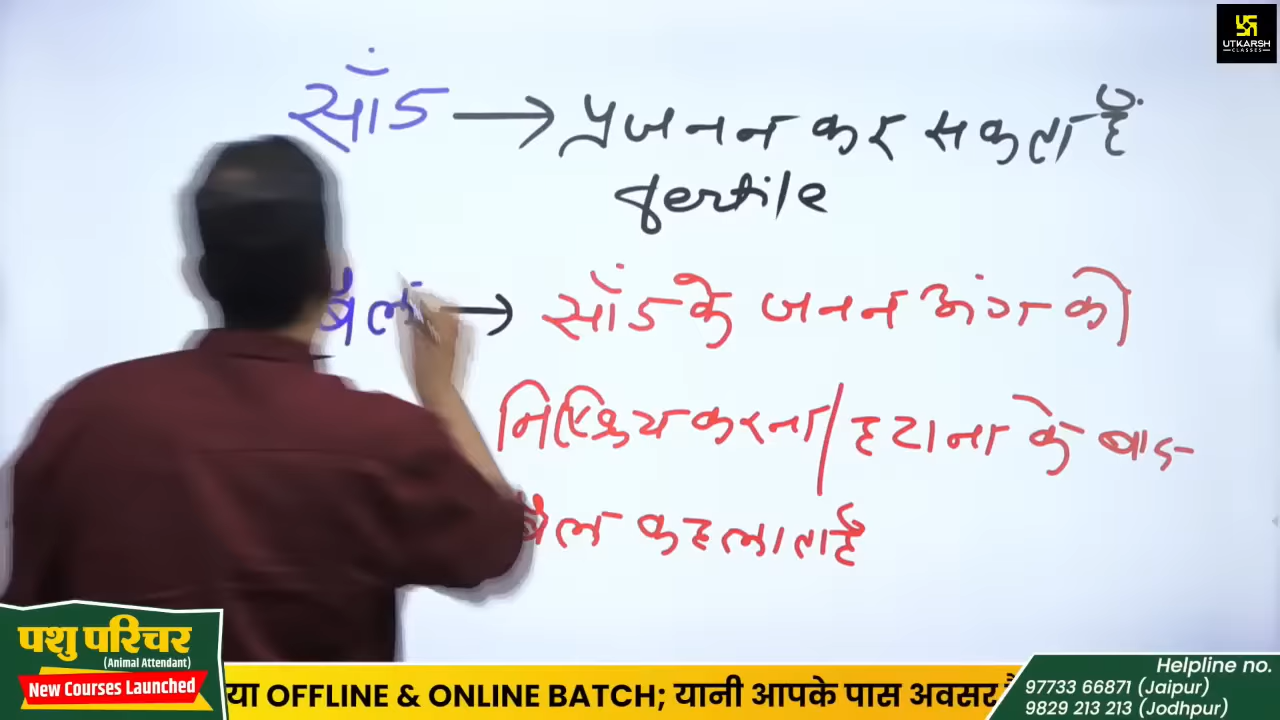 UTKARSH
CLASSES
साँड → प्रजनन कर सकता है
fertile
बैल → साँड के जनन अंग को
निष्क्रिय करना/हटाना के बाद
बैल कहलाता है
पशु परिचर
(Animal Attendant)
New Courses Launched
या OFFLINE & ONLINE BATCH; यानी आपके पास अवसर
Helpline no.
97733 66871 (Jaipur)
9829 213 213 (Jodhpur)